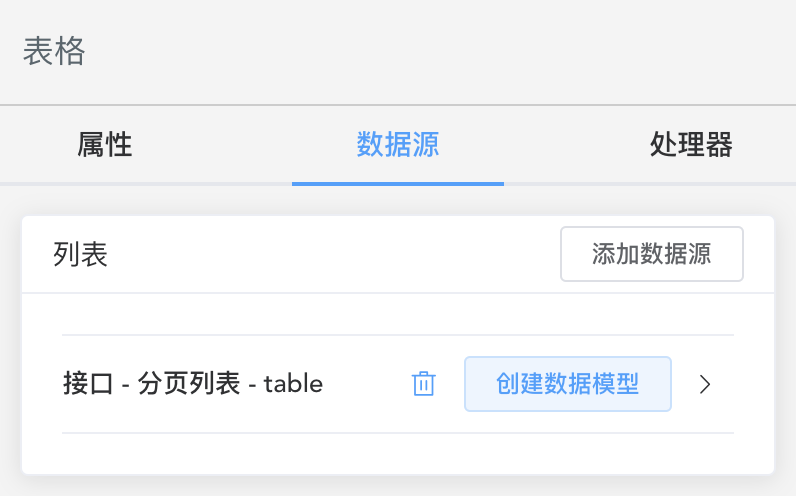 表格
属性
数据源
处理器
列表
添加数据源
接口 - 分页列表 - table
创建数据模型